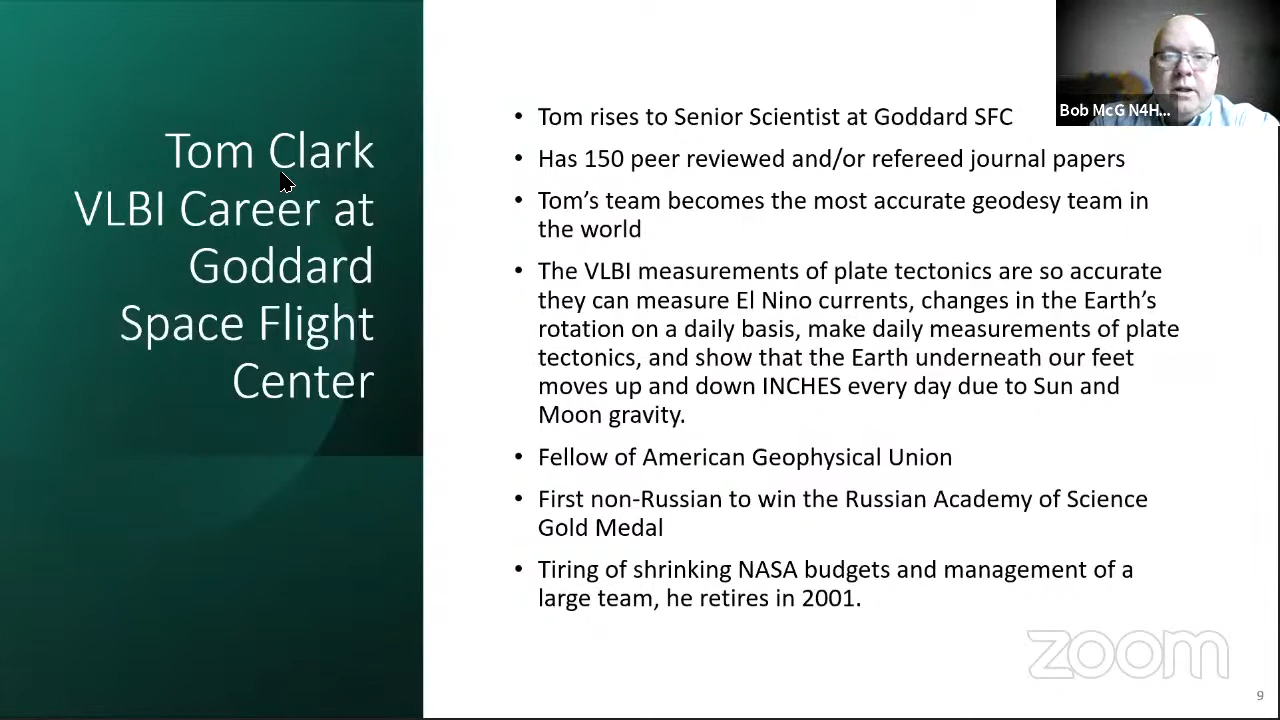 Tom Clark
VLBI Career at
Goddard
Space Flight
Center
• Tom rises to Senior Scientist at Goddard SFC
• Has 150 peer reviewed and/or refereed journal papers
• Tom’s team becomes the most accurate geodesy team in
the world
• The VLBI measurements of plate tectonics are so accurate
they can measure El Nino currents, changes in the Earth’s
rotation on a daily basis, make daily measurements of plate
tectonics, and show that the Earth underneath our feet
moves up and down INCHES every day due to Sun and
Moon gravity.
• Fellow of American Geophysical Union
• First non-Russian to win the Russian Academy of Science
Gold Medal
• Tiring of shrinking NASA budgets and management of a
large team, he retires in 2001.
Bob McG N4H...
zoom
9